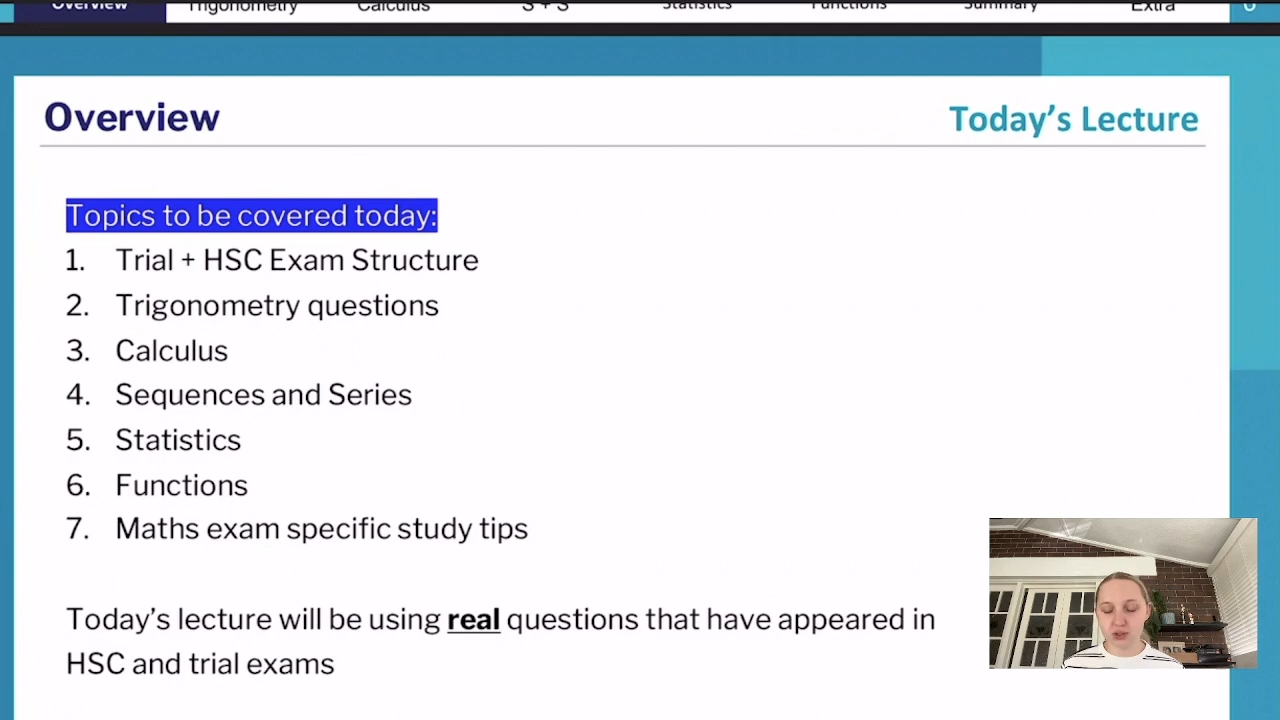 Overview Trigonometry Calculus S + S Statistics Functions Summary Extra
Overview Today's Lecture
Topics to be covered today:
1. Trial + HSC Exam Structure
2. Trigonometry questions
3. Calculus
4. Sequences and Series
5. Statistics
6. Functions
7. Maths exam specific study tips
Today's lecture will be using real questions that have appeared in
HSC and trial exams